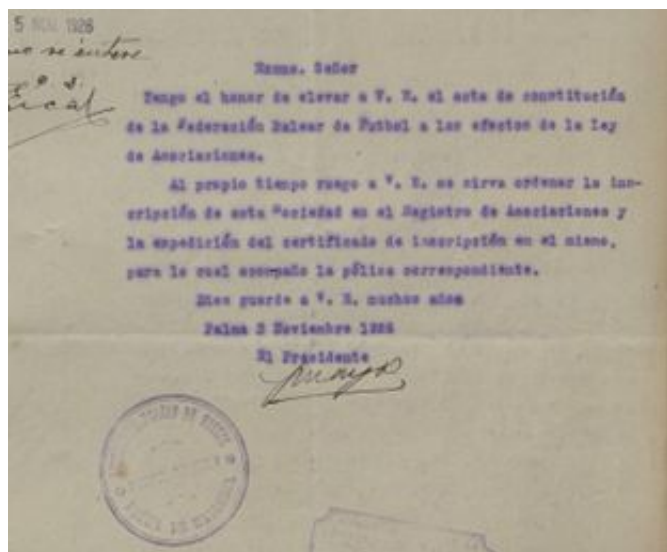 5 NOV 1926
se entere
Excmo. Señor
Tengo el honor de elevar a V. E. el acta de constitución
de la Federación Balear de Futbol a los efectos de la Ley
de Asociaciones.
Al propio tiempo ruego a V. E. se sirva ordenar la ins-
cripción de esta Sociedad en el Registro de Asociaciones y
la expedición del certificado de inscripción en el mismo,
para lo cual acompaño la póliza correspondiente.
Dios guarde a V. E. muchos años
Palma 3 Noviembre 1926
El Presidente